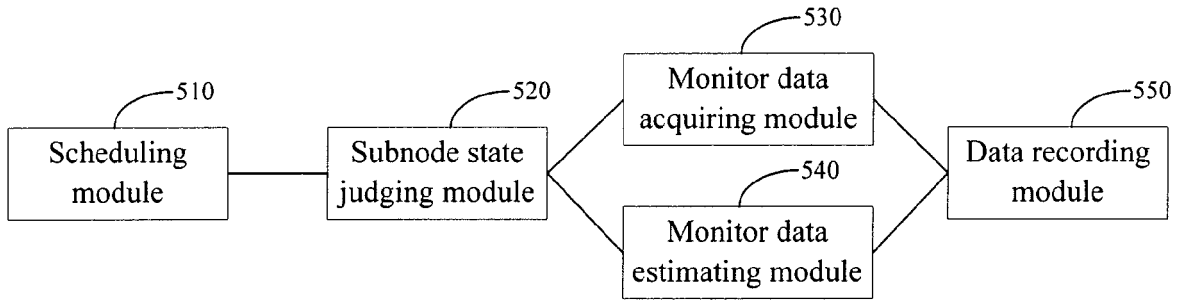 510
Scheduling
module
520
Subnode state
judging module
530
Monitor data
acquiring module
540
Monitor data
estimating module
550
Data recording
module